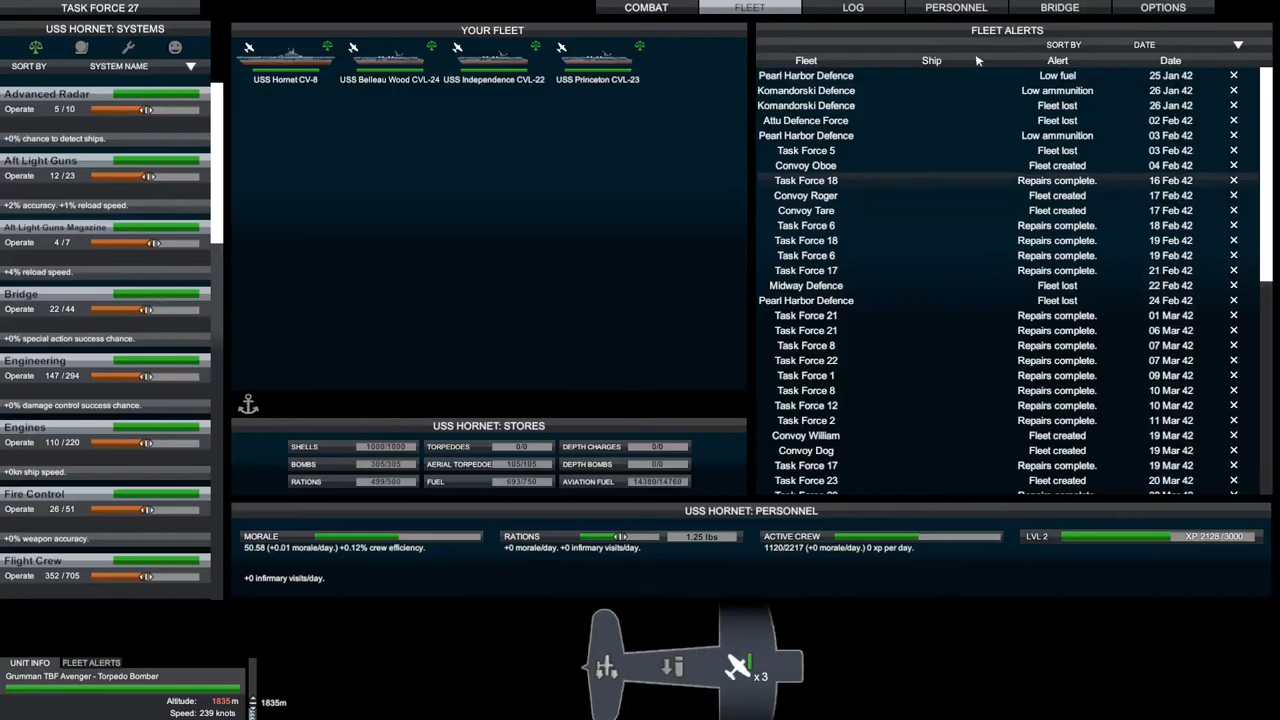 TASK FORCE 27
COMBAT
FLEET
LOG
PERSONNEL
BRIDGE
OPTIONS
USS HORNET: SYSTEMS
SORT BY
SYSTEM NAME
Advanced Radar
Operate 5 / 10
+0% chance to detect ships.
Aft Light Guns
Operate 12 / 23
+2% accuracy. +1% reload speed.
Aft Light Guns Magazine
Operate 4 / 7
+4% reload speed.
Bridge
Operate 22 / 44
+0% special action success chance.
Engineering
Operate 147 / 294
+0% damage control success chance.
Engines
Operate 110 / 220
+0kn ship speed.
Fire Control
Operate 26 / 51
+0% weapon accuracy.
Flight Crew
Operate 352 / 705
YOUR FLEET
USS Hornet CV-8
USS Belleau Wood CVL-24
USS Independence CVL-22
USS Princeton CVL-23
USS HORNET: STORES
SHELLS 1000/1000 TORPEDOES 0/0 DEPTH CHARGES 0/0
BOMBS 305/305 AERIAL TORPEDOE 105/105 DEPTH BOMBS 0/0
RATIONS 499/500 FUEL 693/750 AVIATION FUEL 14380/14760
FLEET ALERTS
SORT BY DATE
Fleet Ship Alert Date
Pearl Harbor Defence Low fuel 25 Jan 42 ✕
Komandorski Defence Low ammunition 26 Jan 42 ✕
Komandorski Defence Fleet lost 26 Jan 42 ✕
Attu Defence Force Fleet lost 02 Feb 42 ✕
Pearl Harbor Defence Low ammunition 03 Feb 42 ✕
Task Force 5 Fleet lost 03 Feb 42 ✕
Convoy Oboe Fleet created 04 Feb 42 ✕
Task Force 18 Repairs complete. 16 Feb 42 ✕
Convoy Roger Fleet created 17 Feb 42 ✕
Convoy Tare Fleet created 17 Feb 42 ✕
Task Force 6 Repairs complete. 18 Feb 42 ✕
Task Force 18 Repairs complete. 19 Feb 42 ✕
Task Force 6 Repairs complete. 19 Feb 42 ✕
Task Force 17 Repairs complete. 21 Feb 42 ✕
Midway Defence Fleet lost 22 Feb 42 ✕
Pearl Harbor Defence Fleet lost 24 Feb 42 ✕
Task Force 21 Repairs complete. 01 Mar 42 ✕
Task Force 21 Repairs complete. 06 Mar 42 ✕
Task Force 8 Repairs complete. 07 Mar 42 ✕
Task Force 22 Repairs complete. 07 Mar 42 ✕
Task Force 1 Repairs complete. 09 Mar 42 ✕
Task Force 8 Repairs complete. 10 Mar 42 ✕
Task Force 12 Repairs complete. 10 Mar 42 ✕
Task Force 2 Repairs complete. 11 Mar 42 ✕
Convoy William Fleet created 19 Mar 42 ✕
Convoy Dog Fleet created 19 Mar 42 ✕
Task Force 17 Repairs complete. 19 Mar 42 ✕
Task Force 23 Fleet created 20 Mar 42 ✕
USS HORNET: PERSONNEL
MORALE
50.58 (+0.01 morale/day.) +0.12% crew efficiency.
RATIONS 1.25 lbs
+0 morale/day. +0 infirmary visits/day.
ACTIVE CREW
1120/2217 (+0 morale/day.) 0 xp per day.
LVL 2 XP 2128 /3000
+0 infirmary visits/day.
x 3
UNIT INFO
FLEET ALERTS
Grumman TBF Avenger - Torpedo Bomber
Altitude: 1835 m
Speed: 239 knots
1835m